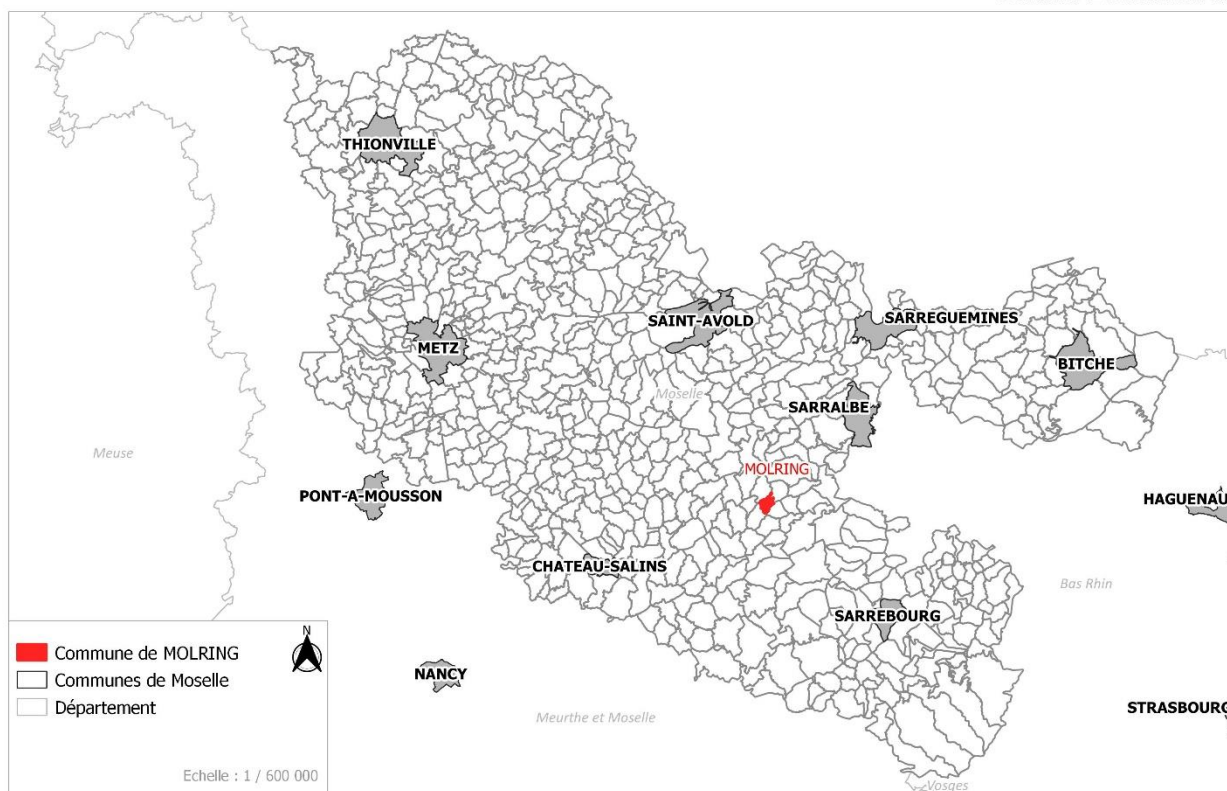 THIONVILLE
SAINT-AVOLD
SARREGUEMINES
METZ
BITCHE
Moselle
SARRALBE
Meuse
MOLRING
PONT-A-MOUSSON
HAGUENAU
CHATEAU-SALINS
Bas Rhin
SARREBOURG
N
Commune de MOLRING
Communes de Moselle
Département
NANCY
Meurthe et Moselle
STRASBOURG
Echelle : 1 / 600 000
Vosges